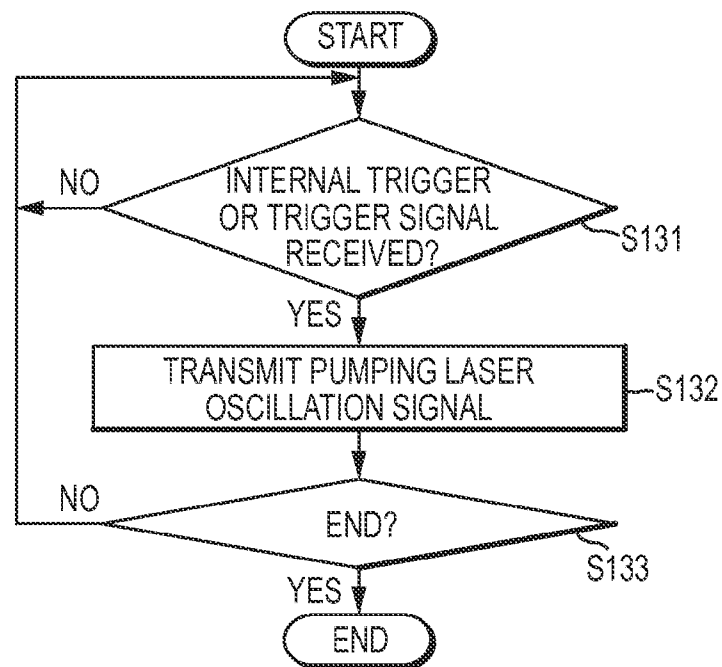 START
NO
INTERNAL TRIGGER
OR TRIGGER SIGNAL
RECEIVED?
S131
YES
TRANSMIT PUMPING LASER
OSCILLATION SIGNAL
S132
NO
END?
S133
YES
END